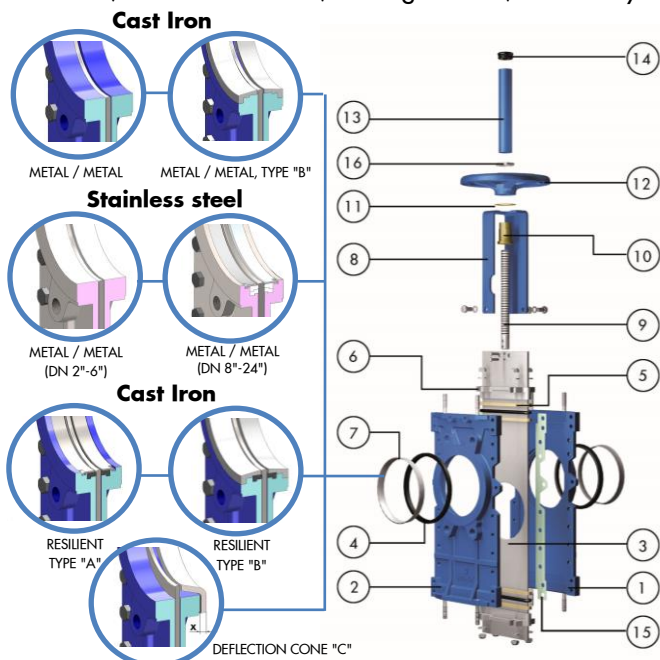 Cast Iron
METAL / METAL
METAL / METAL, TYPE "B"
Stainless steel
METAL / METAL
(DN 2"-6")
METAL / METAL
(DN 8"-24")
Cast Iron
RESILIENT
TYPE "A"
RESILIENT
TYPE "B"
x
DEFLECTION CONE "C"
14
13
16
12
11
8
10
9
6
5
7
4
3
2
1
15